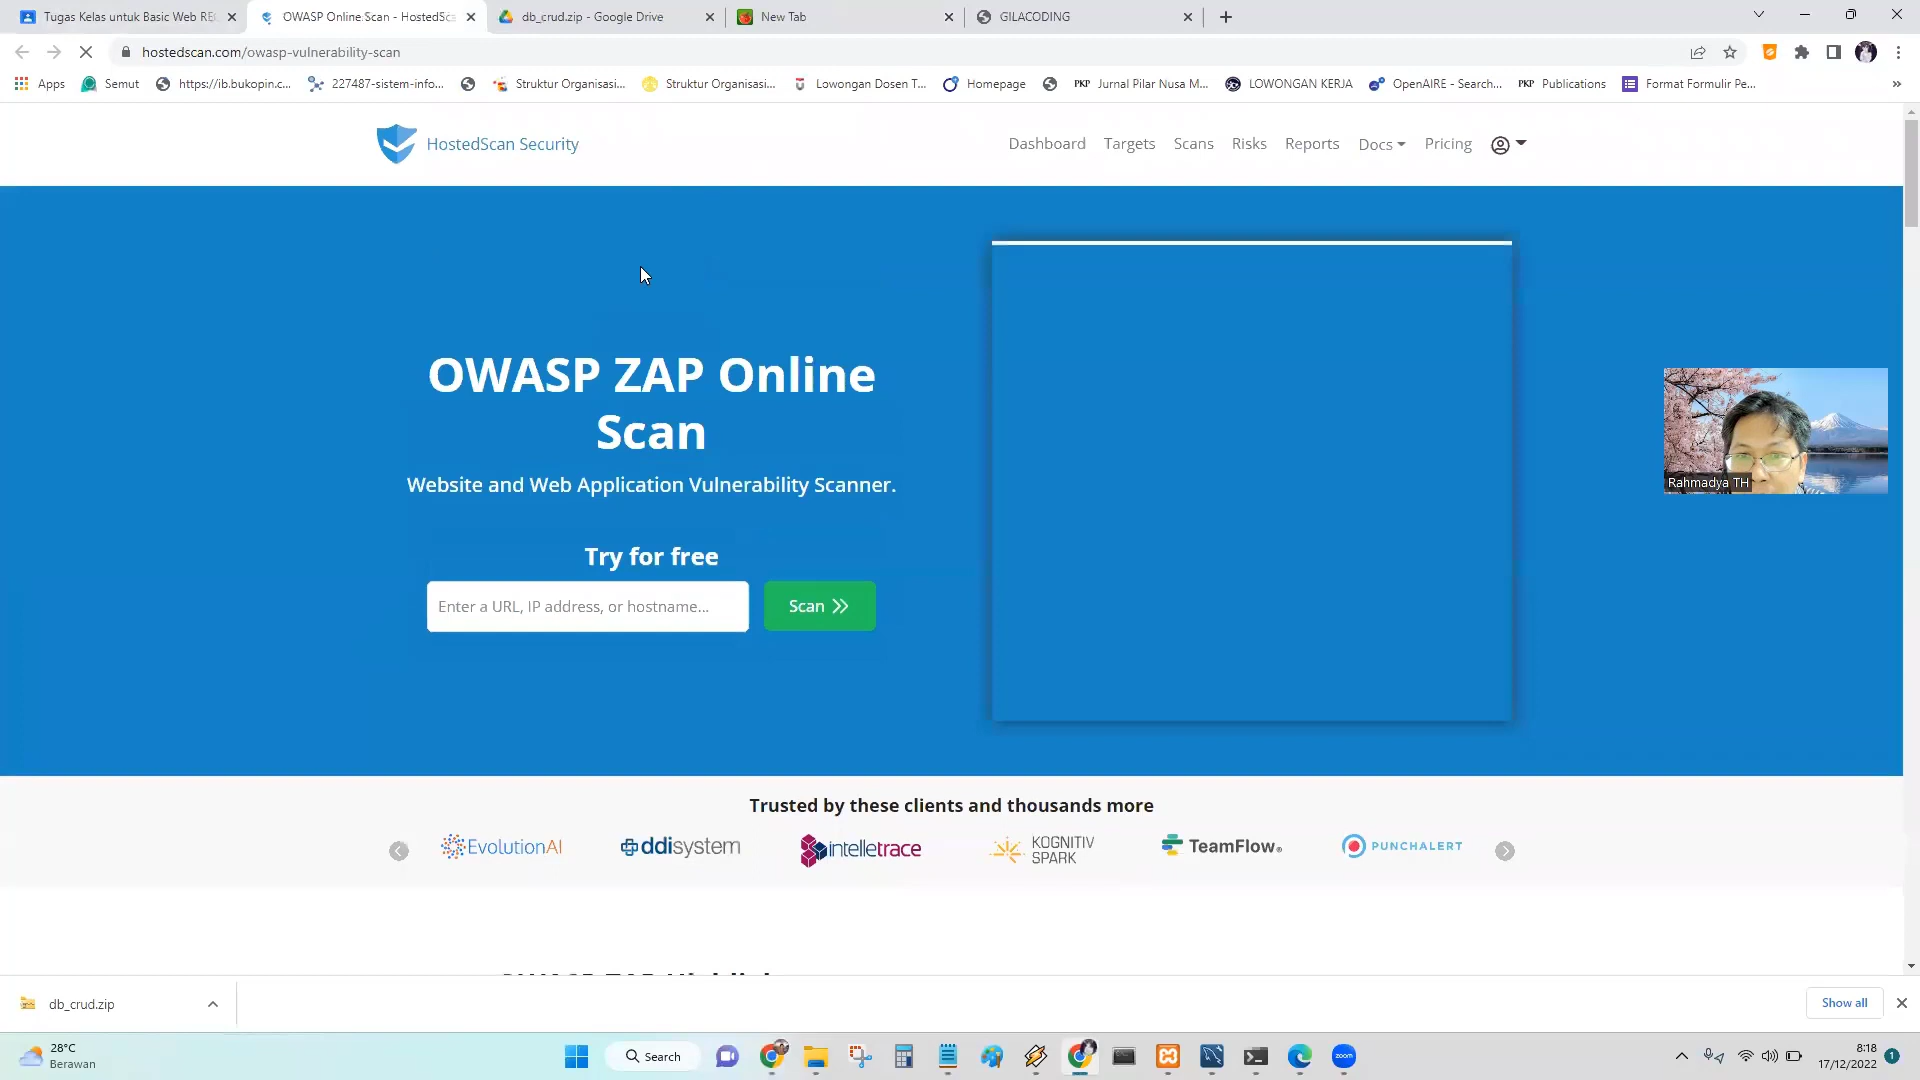 Tugas Kelas untuk Basic Web RE
OWASP Online Scan - HostedSc
db_crud.zip - Google Drive
New Tab
GILACODING
hostedscan.com/owasp-vulnerability-scan
Apps
Semut
https://ib.bukopin.c...
227487-sistem-info...
Struktur Organisasi...
Struktur Organisasi...
Lowongan Dosen T...
Homepage
PKP Jurnal Pilar Nusa M...
LOWONGAN KERJA
OpenAIRE - Search...
PKP Publications
Format Formulir Pe...
HostedScan Security
Dashboard
Targets
Scans
Risks
Reports
Docs
Pricing
OWASP ZAP Online
Scan
Website and Web Application Vulnerability Scanner.
Try for free
Enter a URL, IP address, or hostname...
Scan
Rahmadya TH
Trusted by these clients and thousands more
EvolutionAI
ddisystem
intelletrace
KOGNITIV
SPARK
TeamFlow
PUNCHALERT
db_crud.zip
Show all
28°C
Berawan
Search
zoom
8:18
17/12/2022
1